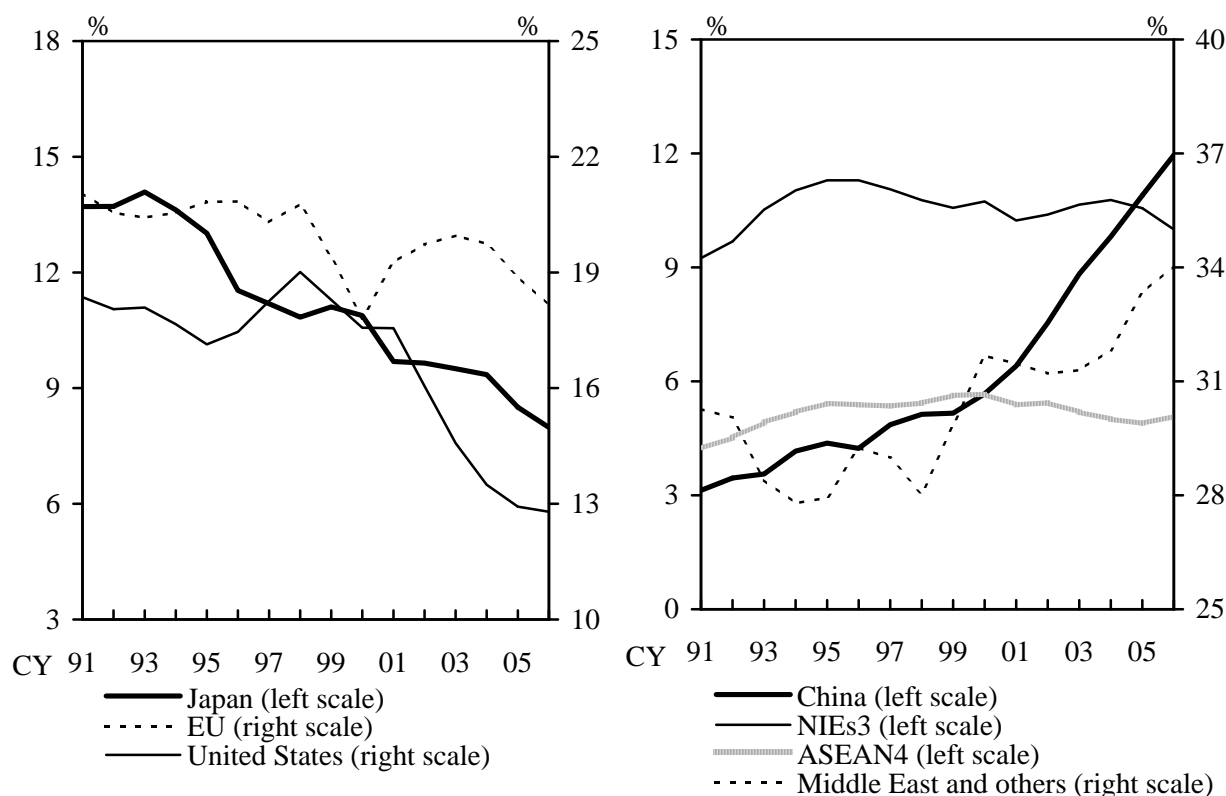 % %
18 25
15 22
12 19
9 16
6 13
3 10
CY 91 93 95 97 99 01 03 05
Japan (left scale)
EU (right scale)
United States (right scale)
% %
15 40
12 37
9 34
6 31
3 28
0 25
CY 91 93 95 97 99 01 03 05
China (left scale)
NIEs3 (left scale)
ASEAN4 (left scale)
Middle East and others (right scale)